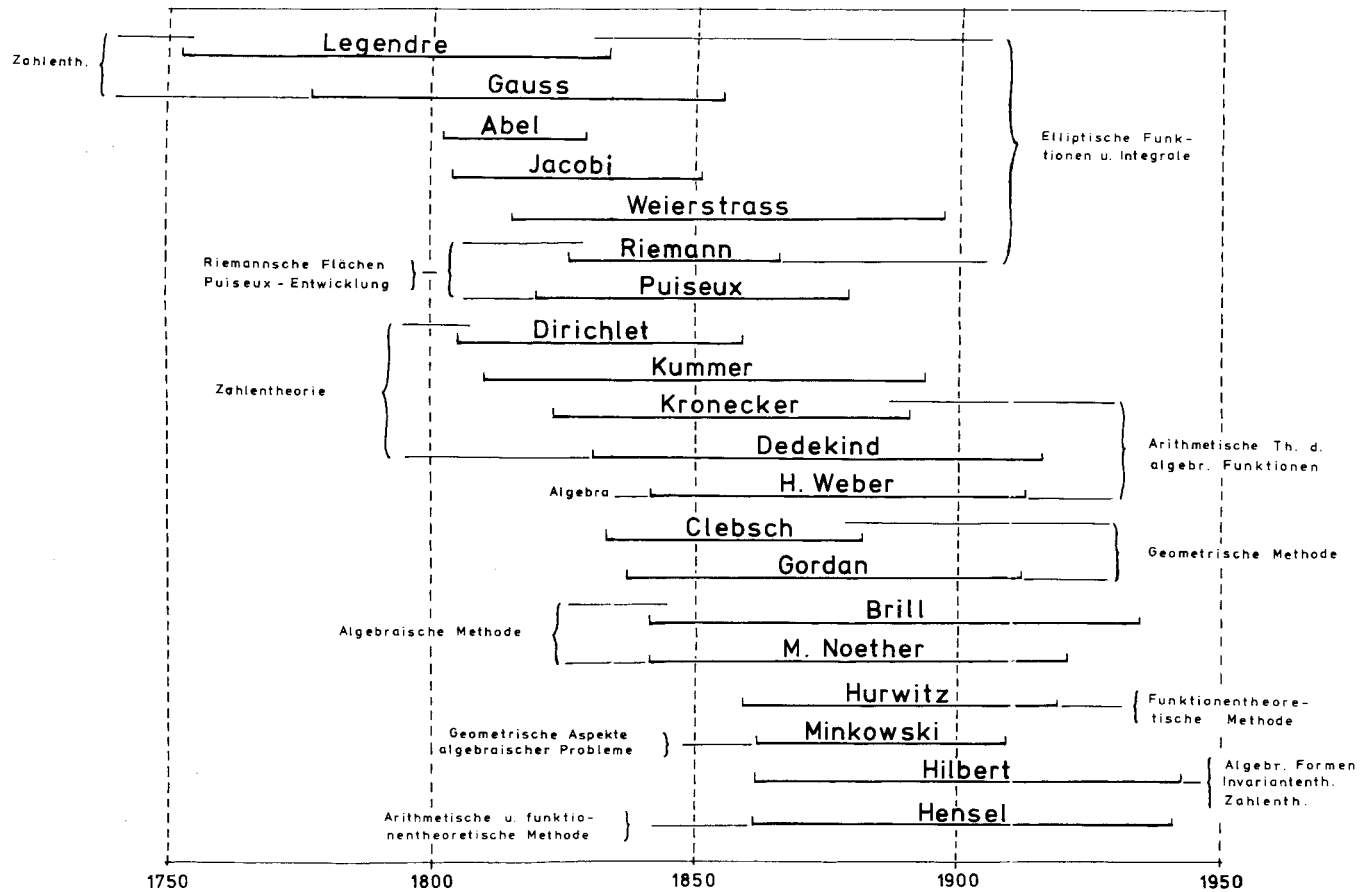 Legendre
Zahlenth.
Gauss
Abel
Elliptische Funk-
tionen u. Integrale
Jacobi
Weierstrass
Riemann
Riemannsche Flächen
Puiseux - Entwicklung
Puiseux
Dirichlet
Kummer
Zahlentheorie
Kronecker
Dedekind
Arithmetische Th. d.
algebr. Funktionen
H. Weber
Algebra
Clebsch
Geometrische Methode
Gordan
Brill
Algebraische Methode
M. Noether
Hurwitz
Funktionentheore-
tische Methode
Geometrische Aspekte
algebraischer Probleme
Minkowski
Hilbert
Algebr. Formen
Invariantenth.
Zahlenth.
Hensel
Arithmetische u. funktio-
nentheoretische Methode
1750 1800 1850 1900 1950